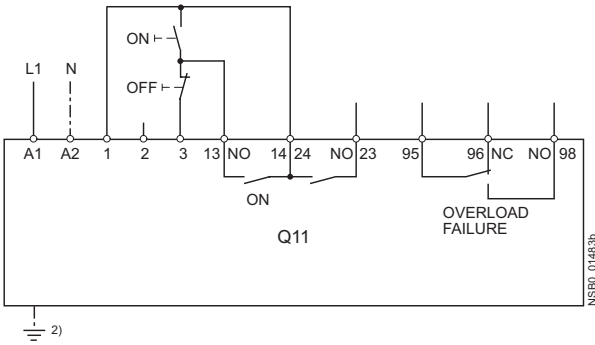 ON
L1 N
OFF
A1 A2 1 2 3 13 NO 14 24 NO 23 95 96 NC NO 98
ON
OVERLOAD
FAILURE
Q11
NSB0_01483b
2)